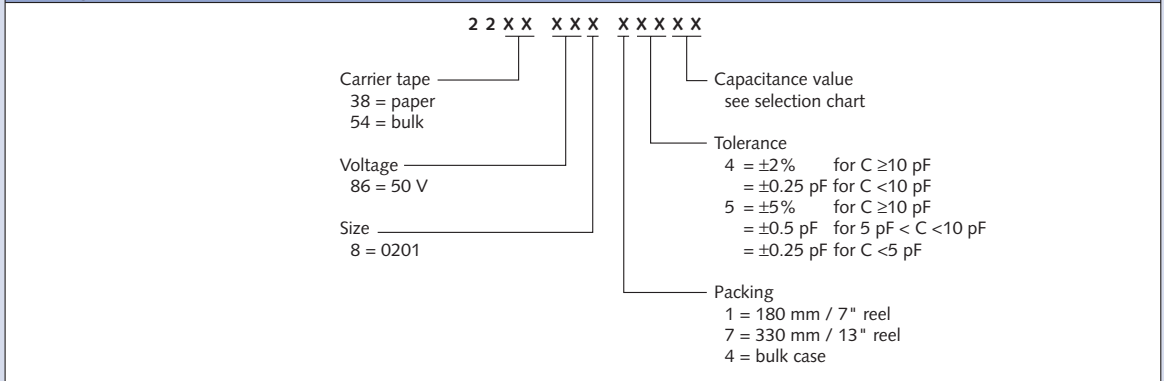 2 2 X X X X X X X X X X
Carrier tape
38 = paper
54 = bulk
Voltage
86 = 50 V
Size
8 = 0201
Capacitance value
see selection chart
Tolerance
4 = ±2% for C ≥10 pF
= ±0.25 pF for C <10 pF
5 = ±5% for C ≥10 pF
= ±0.5 pF for 5 pF < C <10 pF
= ±0.25 pF for C <5 pF
Packing
1 = 180 mm / 7" reel
7 = 330 mm / 13" reel
4 = bulk case